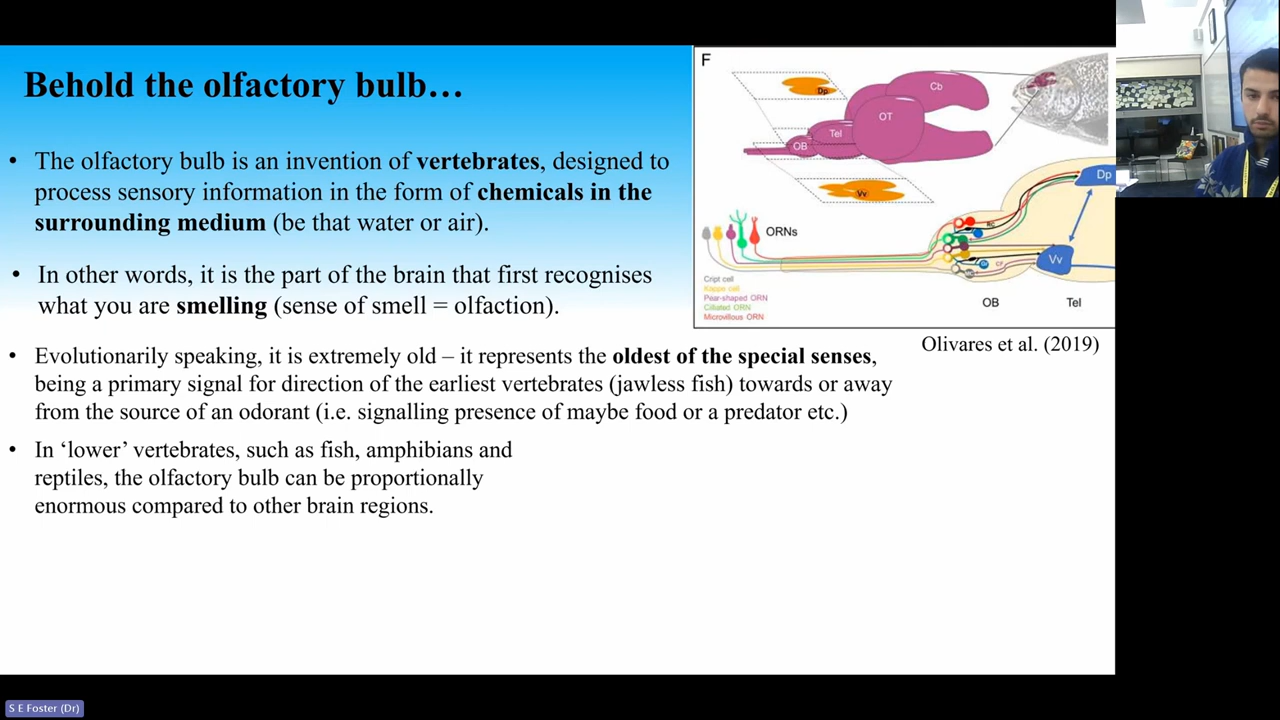 Behold the olfactory bulb…
• The olfactory bulb is an invention of vertebrates, designed to
process sensory information in the form of chemicals in the
surrounding medium (be that water or air).
• In other words, it is the part of the brain that first recognises
what you are smelling (sense of smell = olfaction).
• Evolutionarily speaking, it is extremely old – it represents the oldest of the special senses,
being a primary signal for direction of the earliest vertebrates (jawless fish) towards or away
from the source of an odorant (i.e. signalling presence of maybe food or a predator etc.)
• In ‘lower’ vertebrates, such as fish, amphibians and
reptiles, the olfactory bulb can be proportionally
enormous compared to other brain regions.
F
Dp
Cb
OT
Tel
OB
Vv
ORNs
Dp
Vv
Cript cell
Kappe cell
Pear-shaped ORN
Ciliated ORN
Microvillous ORN
OB
Tel
Olivares et al. (2019)
S E Foster (Dr)